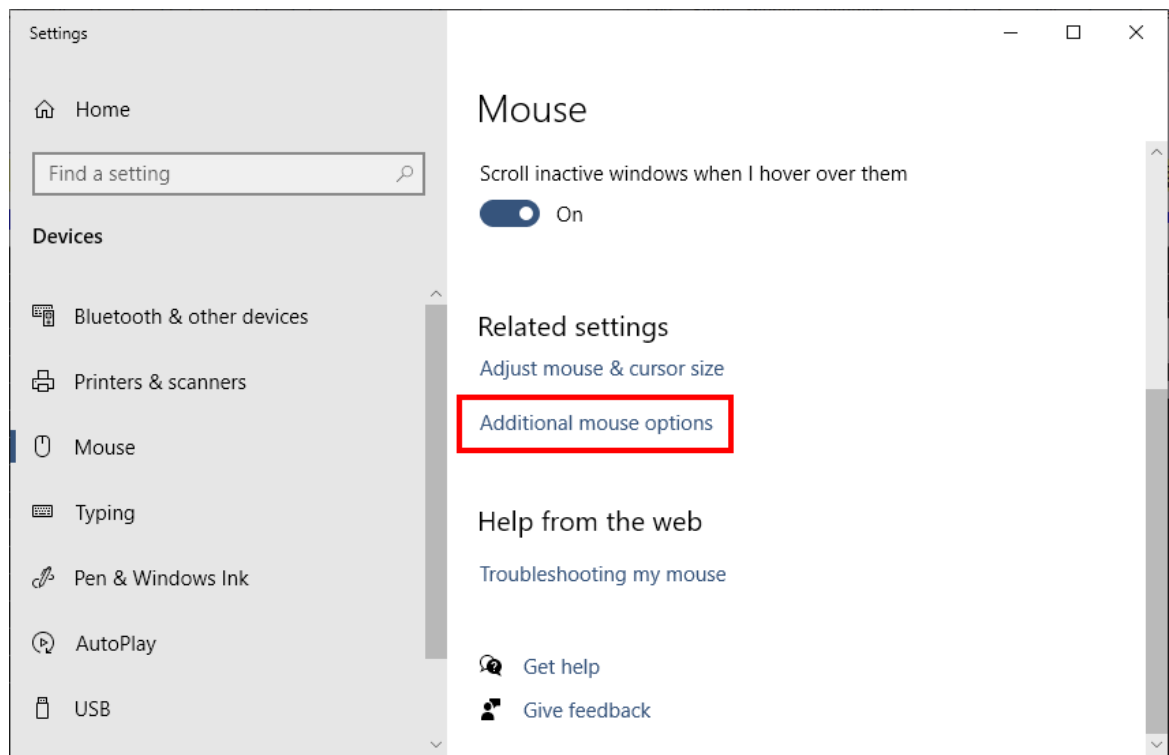 Settings
Home
Find a setting
Devices
Bluetooth & other devices
Printers & scanners
Mouse
Typing
Pen & Windows Ink
AutoPlay
USB
Mouse
Scroll inactive windows when I hover over them
On
Related settings
Adjust mouse & cursor size
Additional mouse options
Help from the web
Troubleshooting my mouse
Get help
Give feedback